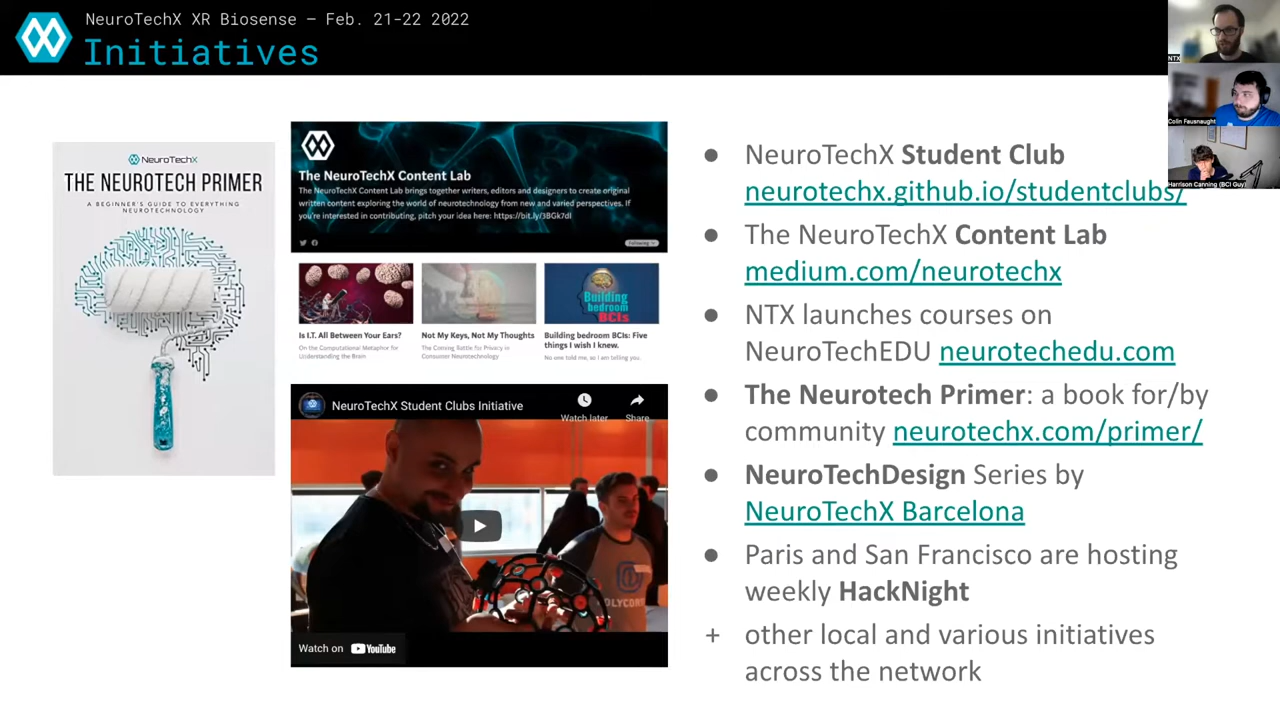 NeuroTechX XR Biosense – Feb. 21-22 2022
Initiatives
NTX
Colin Fausnaught
Harrison Canning (BCI Guy)
NeuroTechX
THE NEUROTECH PRIMER
A BEGINNER'S GUIDE TO EVERYTHING
NEUROTECHNOLOGY
The NeuroTechX Content Lab
The NeuroTechX Content Lab brings together writers, editors and designers to create original
written content exploring the world of neurotechnology from new and varied perspectives. If
you're interested in contributing, pitch your idea here: https://bit.ly/3BGk7dI
Following
Building
bedroom
BCIs
Is I.T. All Between Your Ears?
On the Computational Metaphor for
Understanding the Brain
Not My Keys, Not My Thoughts
The Coming Battle for Privacy in
Consumer Neurotechnology
Building bedroom BCIs: Five
things I wish I knew.
No one told me, so I am telling you.
NeuroTechX Student Clubs Initiative
Watch later
Share
POLYCOR
Watch on YouTube
● NeuroTechX Student Club
neurotechx.github.io/studentclubs/
● The NeuroTechX Content Lab
medium.com/neurotechx
● NTX launches courses on
NeuroTechEDU neurotechedu.com
● The Neurotech Primer: a book for/by
community neurotechx.com/primer/
● NeuroTechDesign Series by
NeuroTechX Barcelona
● Paris and San Francisco are hosting
weekly HackNight
+ other local and various initiatives
across the network